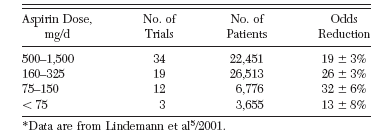 Aspirin Dose, mg/d No. of Trials No. of Patients Odds Reduction
500–1,500 34 22,451 19 ± 3%
160–325 19 26,513 26 ± 3%
75–150 12 6,776 32 ± 6%
< 75 3 3,655 13 ± 8%
*Data are from Lindemann et al⁵/2001.